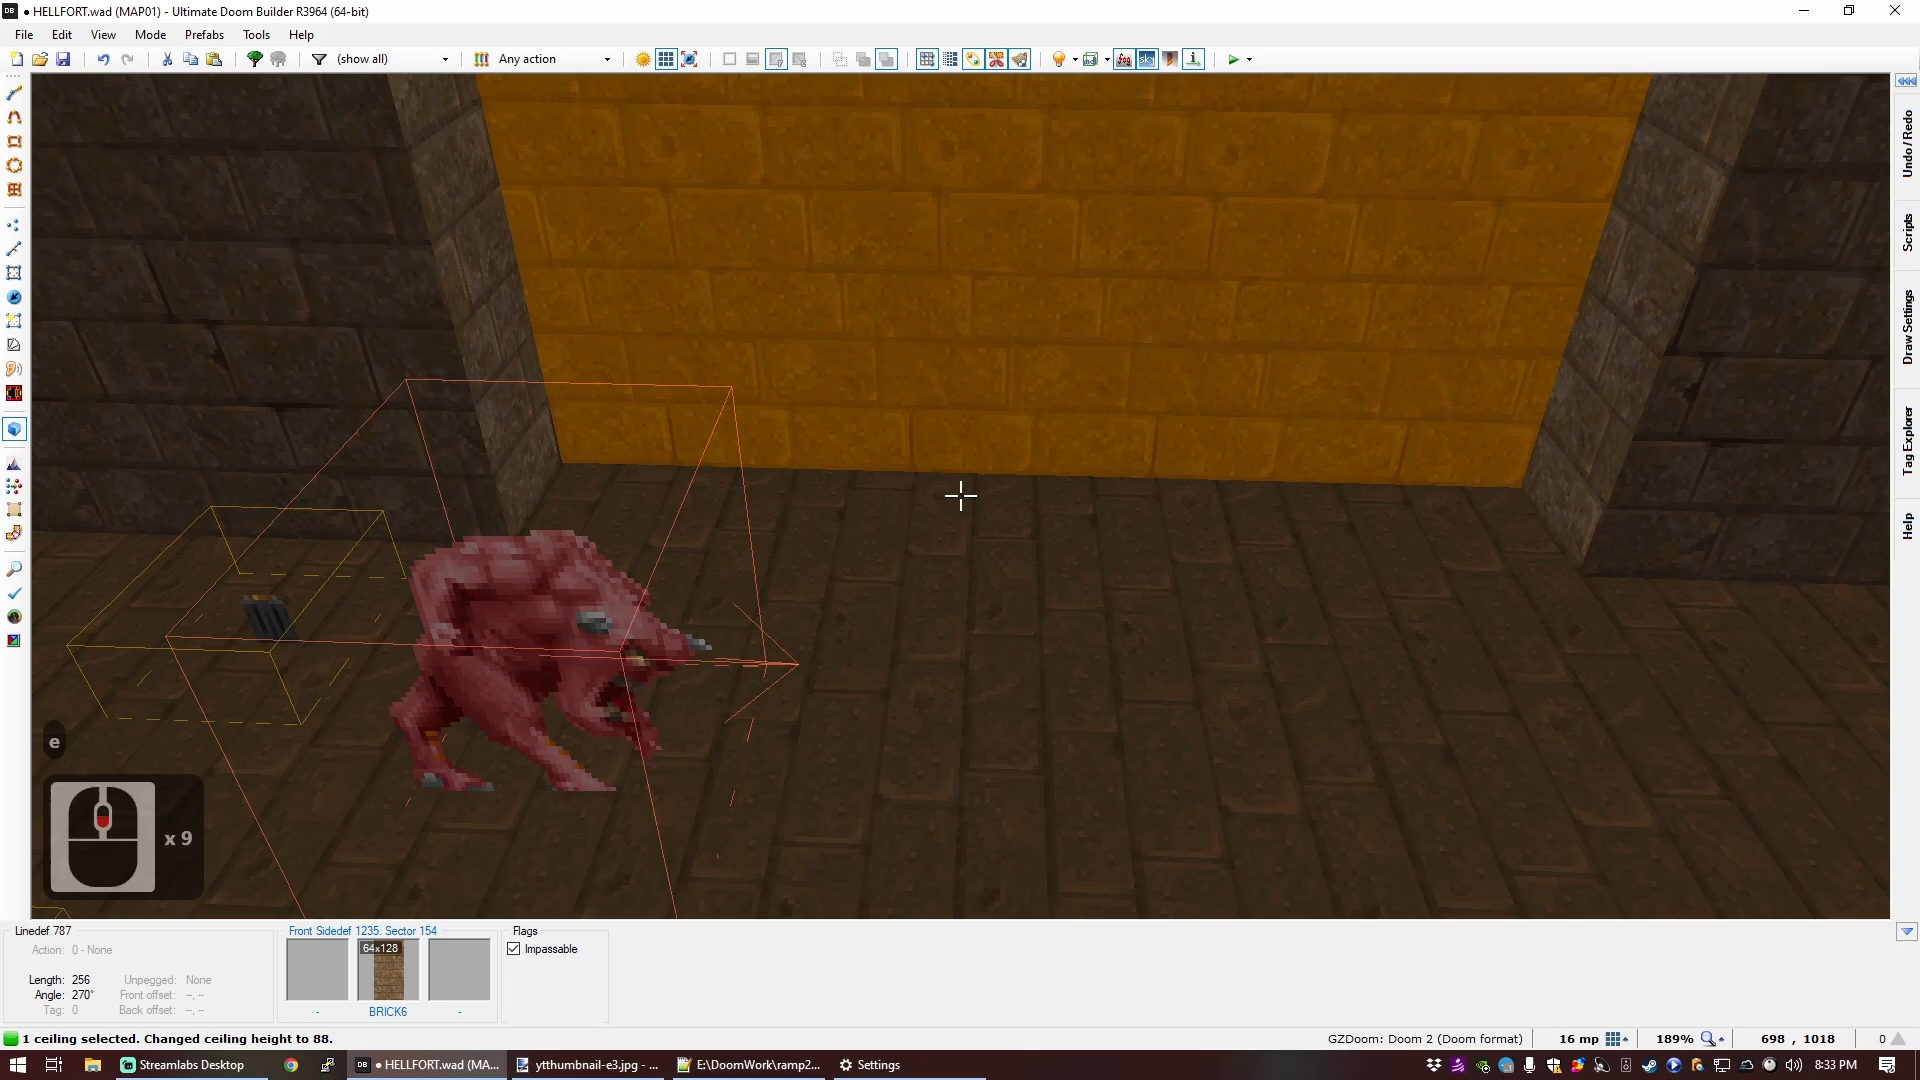 DB ● HELLFORT.wad (MAP01) - Ultimate Doom Builder R3964 (64-bit)
File Edit View Mode Prefabs Tools Help
(show all) Any action
fog sky
Undo / Redo
Scripts
Draw Settings
Tag Explorer
Help
e
x 9
Linedef 787
Action: 0 - None
Length: 256 Unpegged: None
Angle: 270° Front offset: --, --
Tag: 0 Back offset: --, --
Front Sidedef 1235. Sector 154
64x128
- BRICK6 -
Flags
Impassable
1 ceiling selected. Changed ceiling height to 88.
GZDoom: Doom 2 (Doom format) 16 mp 189% 698 , 1018 0
Streamlabs Desktop DB ● HELLFORT.wad (MA... ytthumbnail-e3.jpg - ... E:\DoomWork\ramp2... Settings 8:33 PM